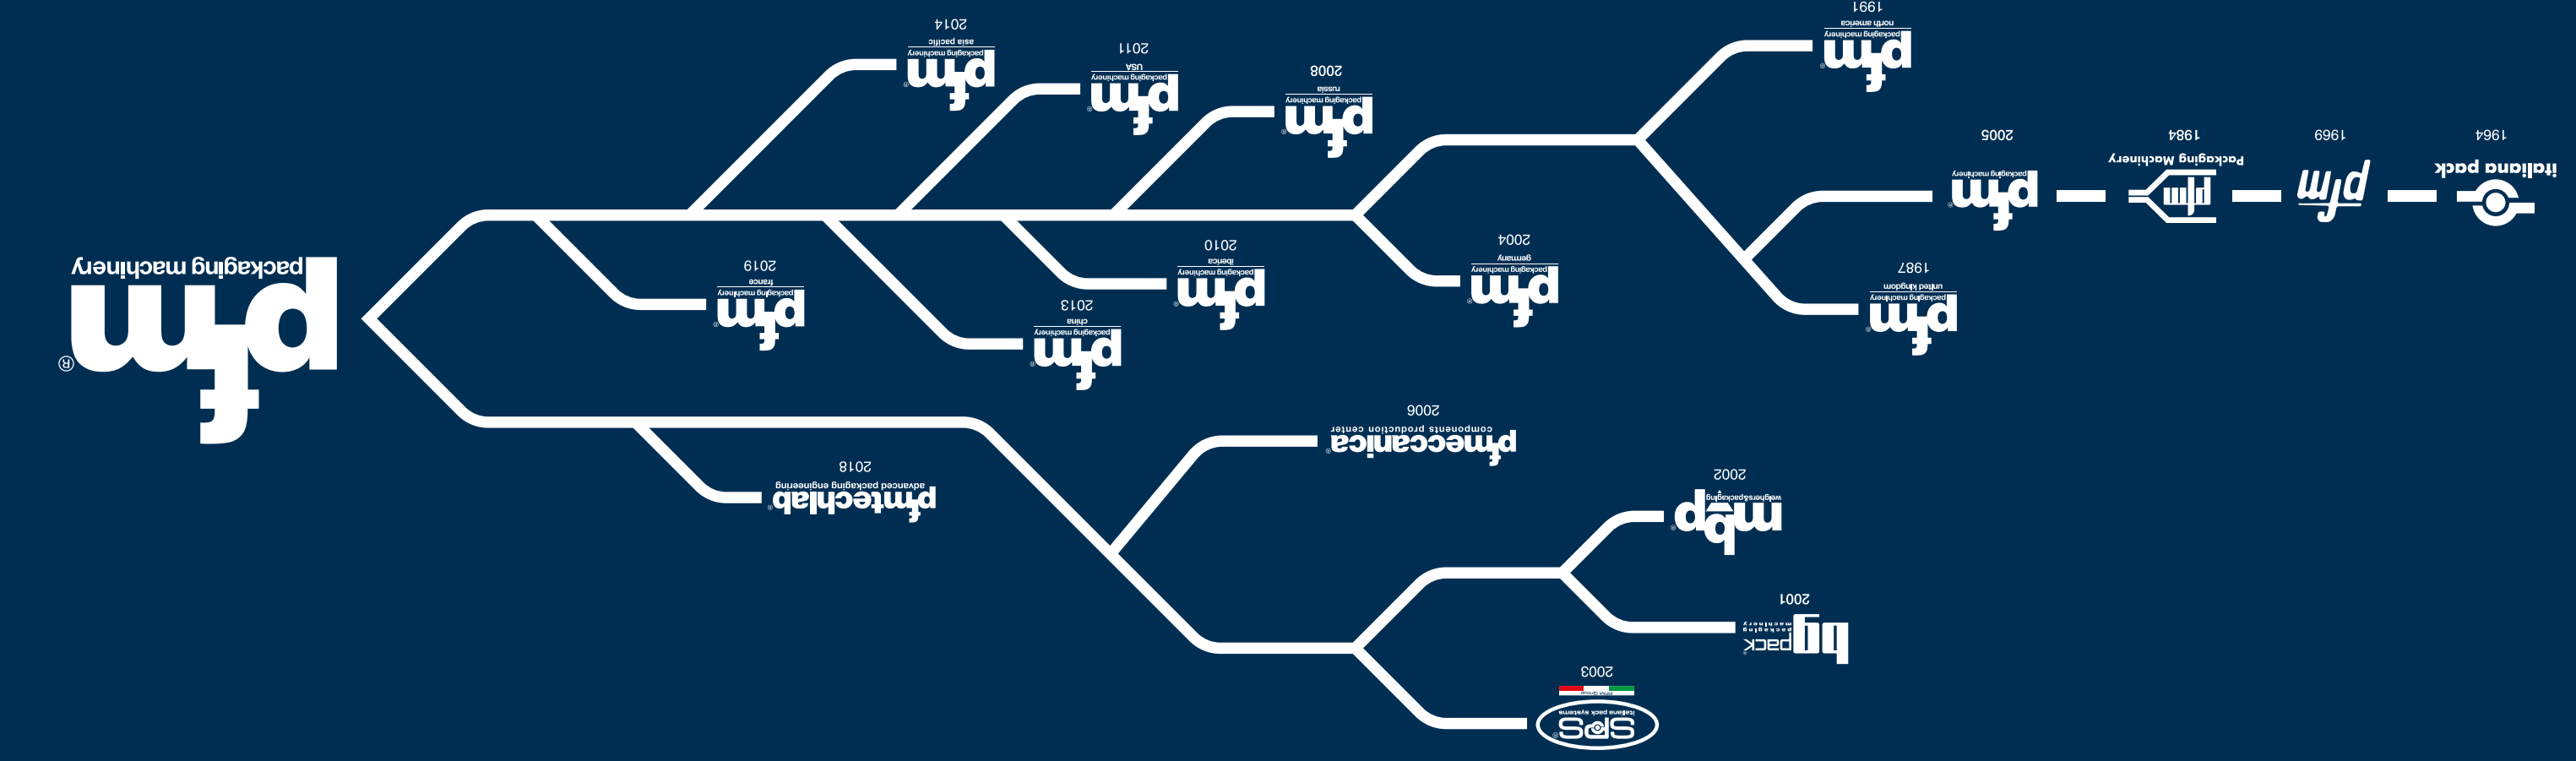 SPS®
italiana pack systems
PFM Group
2003
bg pack®
packaging
machinery
2001
mbp®
weighers&packaging
2002
pfmtechlab®
advanced packaging engineering
2018
pfmeccanica®
components production center
2006
pfm®
packaging machinery
pfm®
packaging machinery
china
2013
pfm®
packaging machinery
united kingdom
1987
pfm®
packaging machinery
france
2019
pfm®
packaging machinery
germany
2004
pfm®
packaging machinery
iberica
2010
italiana pack
1964
pfm
1969
pfm
Packaging Machinery
1984
pfm®
packaging machinery
2005
pfm®
packaging machinery
russia
2008
pfm®
packaging machinery
USA
2011
pfm®
packaging machinery
asia pacific
2014
pfm®
packaging machinery
north america
1991